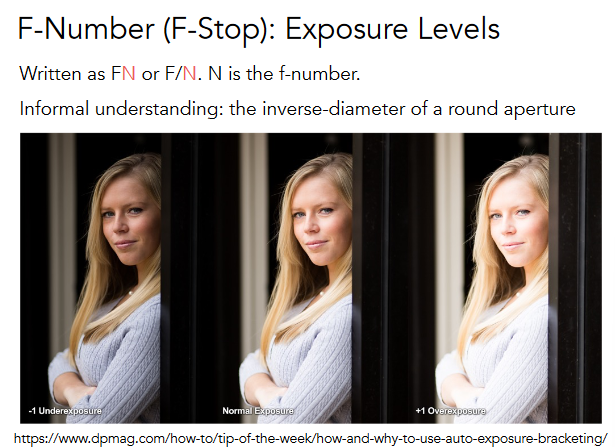 F-Number (F-Stop): Exposure Levels
Written as FN or F/N. N is the f-number.
Informal understanding: the inverse-diameter of a round aperture
-1 Underexposure Normal Exposure +1 Overexposure
https://www.dpmag.com/how-to/tip-of-the-week/how-and-why-to-use-auto-exposure-bracketing/